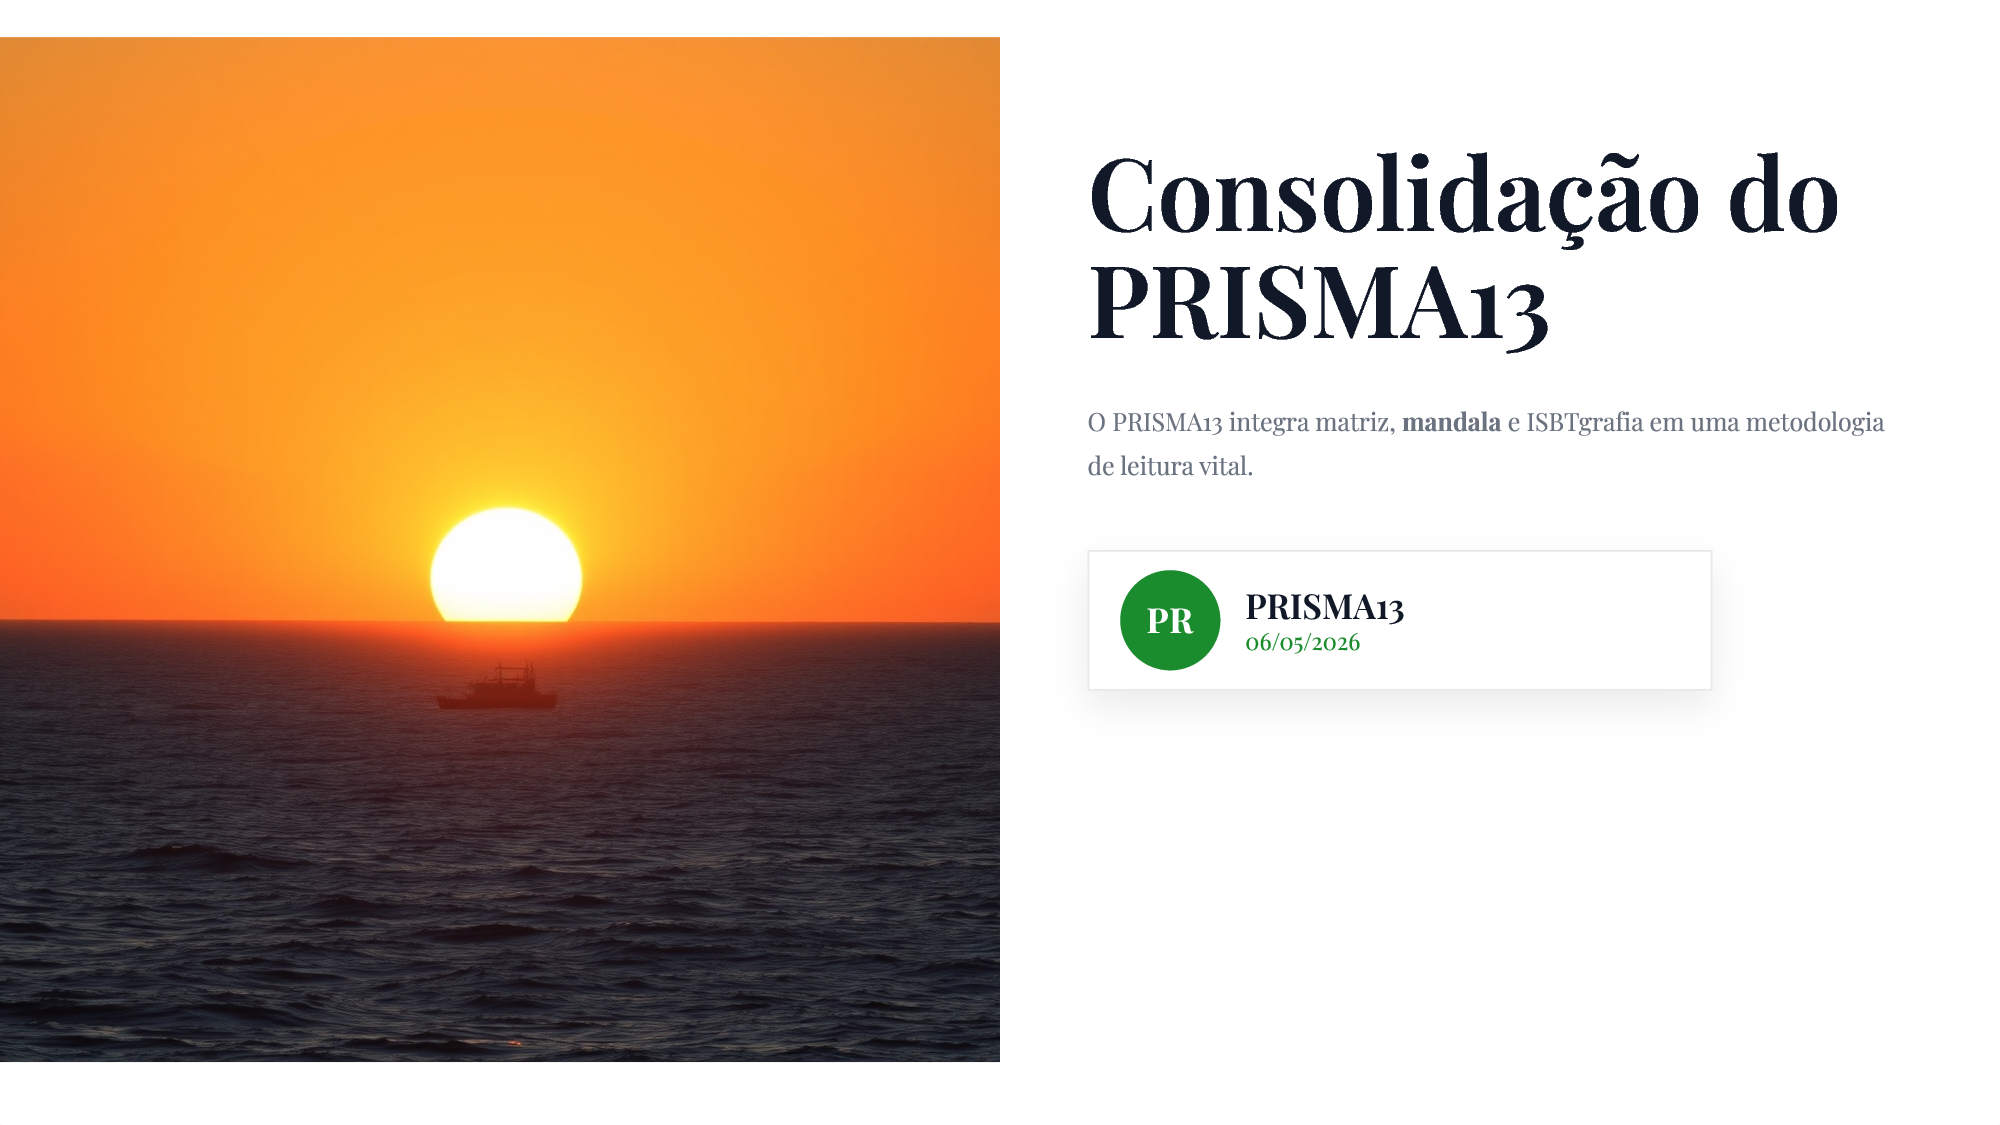 Consolidação do
PRISMA13
O PRISMA13 integra matriz, mandala e ISBTgrafia em uma metodologia
de leitura vital.
PR
PRISMA13
06/05/2026